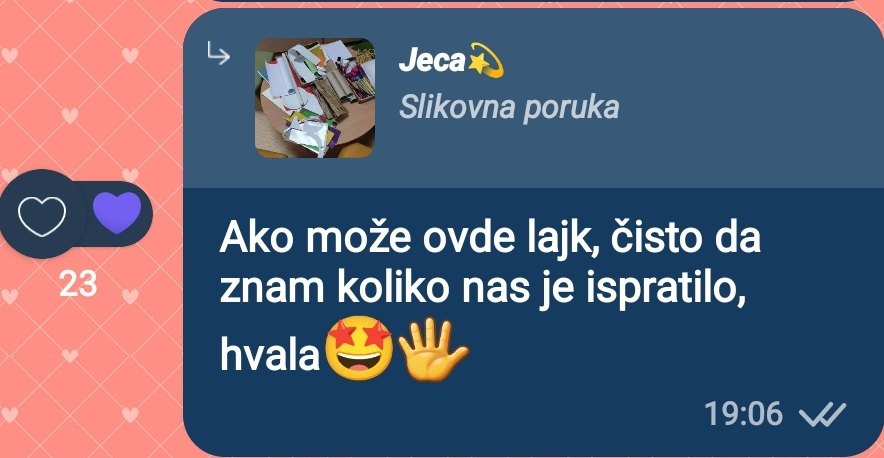 Jeca💫
Slikovna poruka
Ako može ovde lajk, čisto da
znam koliko nas je ispratilo,
hvala🤩👋
23
19:06